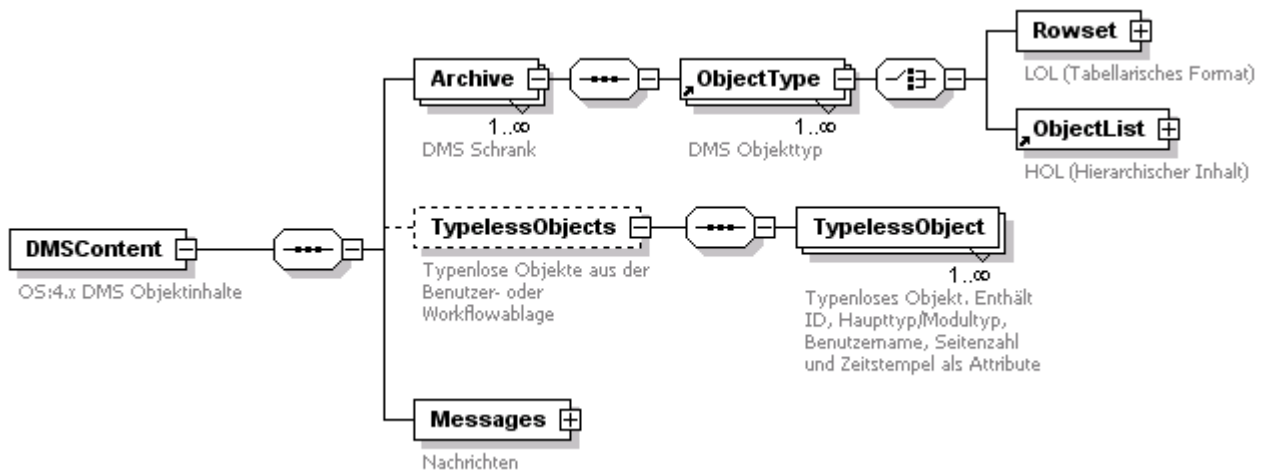 Rowset
LOL (Tabellarisches Format)
Archive
1..∞
DMS Schrank
ObjectType
1..∞
DMS Objekttyp
ObjectList
HOL (Hierarchischer Inhalt)
DMSContent
OS:4.x DMS Objektinhalte
TypelessObjects
Typenlose Objekte aus der
Benutzer- oder
Workflowablage
TypelessObject
1..∞
Typenloses Objekt. Enthält
ID, Haupttyp/Modultyp,
Benutzername, Seitenzahl
und Zeitstempel als Attribute
Messages
Nachrichten